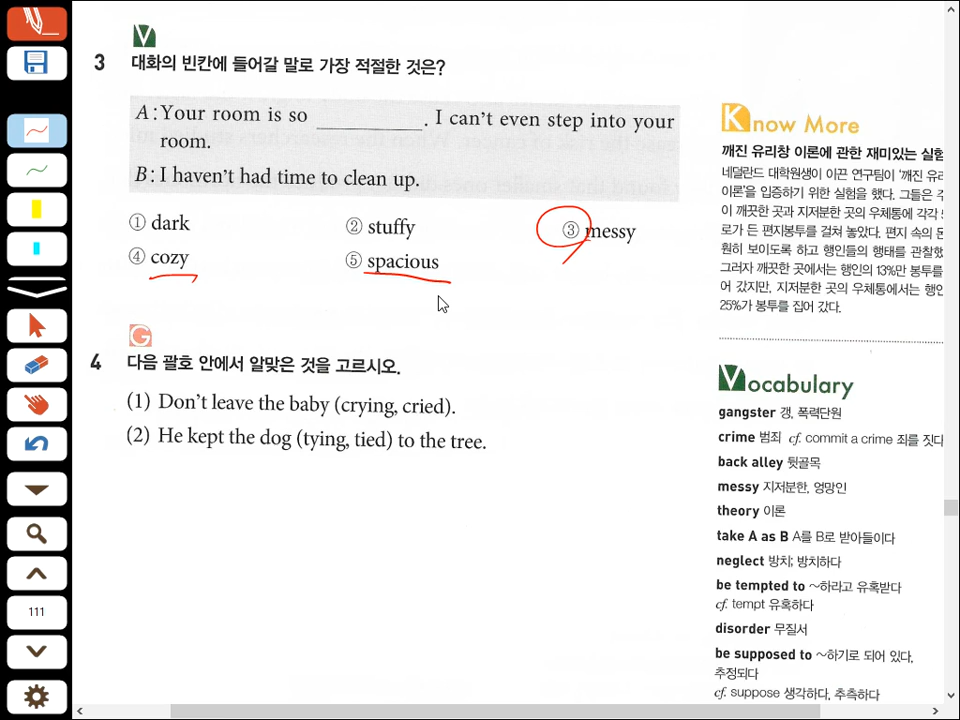 V
3 대화의 빈칸에 들어갈 말로 가장 적절한 것은?
A: Your room is so ________. I can't even step into your
room.
B: I haven't had time to clean up.
① dark ② stuffy ③ messy
④ cozy ⑤ spacious
G
4 다음 괄호 안에서 알맞은 것을 고르시오.
(1) Don't leave the baby (crying, cried).
(2) He kept the dog (tying, tied) to the tree.
Know More
깨진 유리창 이론에 관한 재미있는 실험
네덜란드 대학원생이 이끈 연구팀이 '깨진 유리
이론'을 입증하기 위한 실험을 했다. 그들은 주
이 깨끗한 곳과 지저분한 곳의 우체통에 각각
로가 든 편지봉투를 걸쳐 놓았다. 편지 속의 돈
원히 보이도록 하고 행인들의 행태를 관찰했
그러자 깨끗한 곳에서는 행인의 13%만 봉투를
어 갔지만, 지저분한 곳의 우체통에서는 행인
25%가 봉투를 집어 갔다.
Vocabulary
gangster 갱, 폭력단원
crime 범죄 cf. commit a crime 죄를 짓다
back alley 뒷골목
messy 지저분한, 엉망인
theory 이론
take A as B A를 B로 받아들이다
neglect 방치; 방치하다
be tempted to ~하라고 유혹받다
cf. tempt 유혹하다
disorder 무질서
be supposed to ~하기로 되어 있다,
추정되다
cf. suppose 생각하다, 추측하다
111